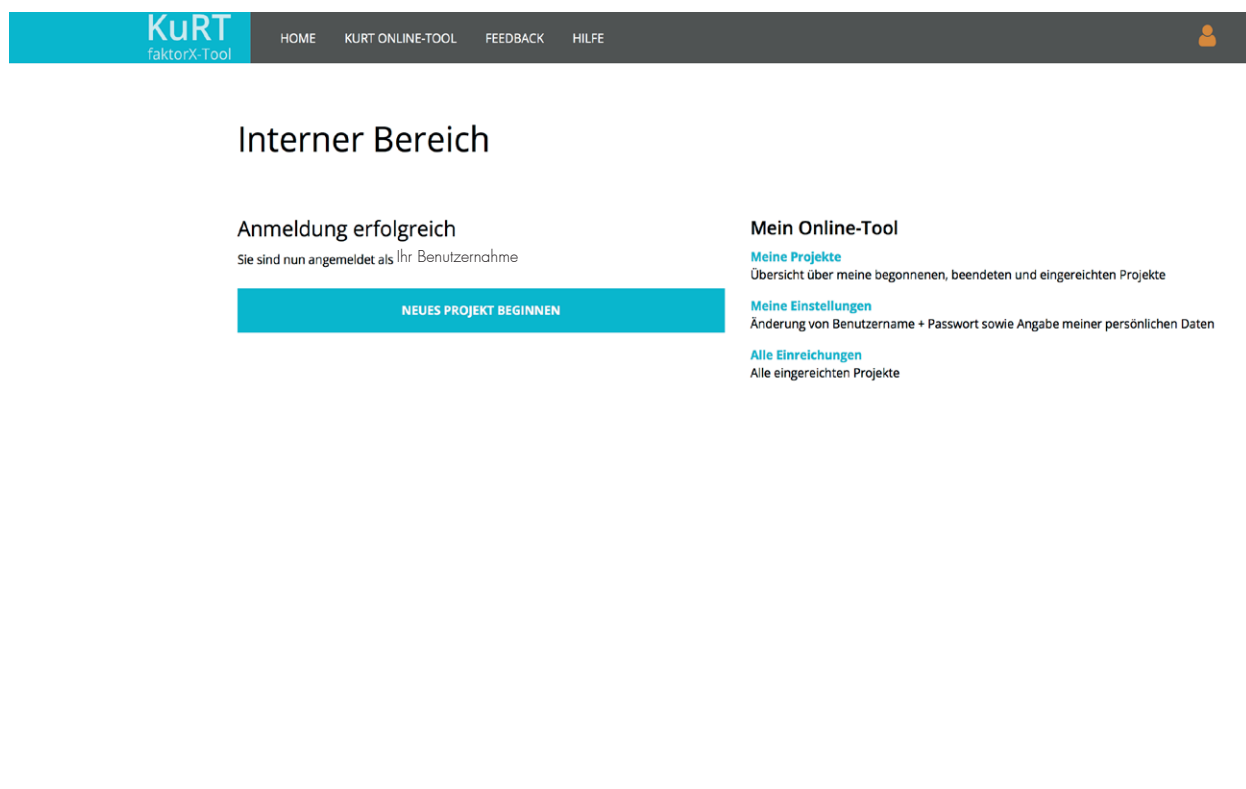 KuRT
faktorX-Tool
HOME KURT ONLINE-TOOL FEEDBACK HILFE
Interner Bereich
Anmeldung erfolgreich
Sie sind nun angemeldet als Ihr Benutzernahme
NEUES PROJEKT BEGINNEN
Mein Online-Tool
Meine Projekte
Übersicht über meine begonnenen, beendeten und eingereichten Projekte
Meine Einstellungen
Änderung von Benutzername + Passwort sowie Angabe meiner persönlichen Daten
Alle Einreichungen
Alle eingereichten Projekte